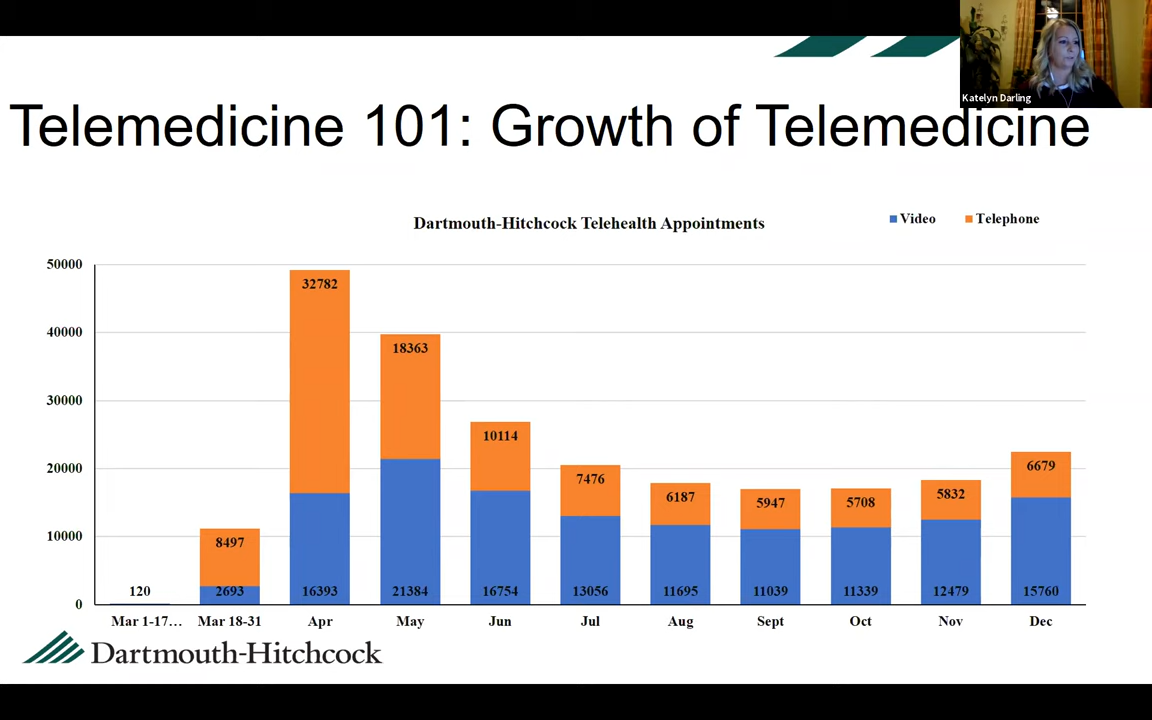 Katelyn Darling
Telemedicine 101: Growth of Telemedicine
Dartmouth-Hitchcock Telehealth Appointments
Video Telephone
50000
40000
30000
20000
10000
0
32782
18363
10114
7476
6187
5947
5708
5832
6679
8497
120 2693 16393 21384 16754 13056 11695 11039 11339 12479 15760
Mar 1-17… Mar 18-31 Apr May Jun Jul Aug Sept Oct Nov Dec
Dartmouth-Hitchcock